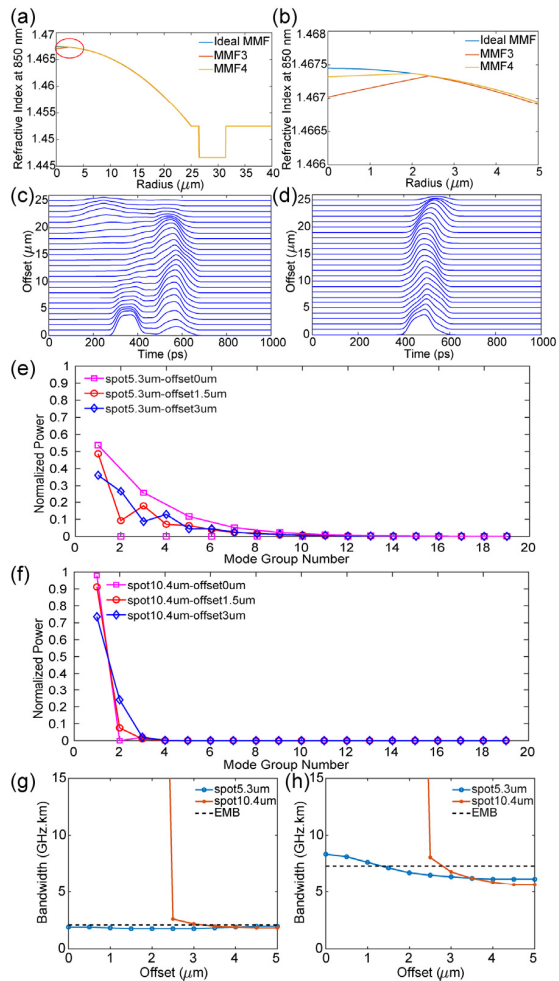 (a)
Refractive Index at 850 nm
1.47
1.465
1.455
1.445
Ideal MMF
MMF3
MMF4
0 5 10 15 20 25 30 35 40
Radius (μm)
(b)
Refractive Index at 850 nm
1.468
1.4675
1.467
1.4665
1.466
Ideal MMF
MMF3
MMF4
0 1 2 3 4 5
Radius (μm)
(c)
Offset (μm)
25
20
15
10
5
0
0 200 400 600 800 1000
Time (ps)
(d)
Offset (μm)
25
20
15
10
5
0
0 200 400 600 800 1000
Time (ps)
(e)
Normalized Power
1
0.9
0.8
0.7
0.6
0.5
0.4
0.3
0.2
0.1
0
spot5.3um-offset0um
spot5.3um-offset1.5um
spot5.3um-offset3um
0 2 4 6 8 10 12 14 16 18 20
Mode Group Number
(f)
Normalized Power
1
0.9
0.8
0.7
0.6
0.5
0.4
0.3
0.2
0.1
0
spot10.4um-offset0um
spot10.4um-offset1.5um
spot10.4um-offset3um
0 2 4 6 8 10 12 14 16 18 20
Mode Group Number
(g)
Bandwidth (GHz.km)
15
10
5
0
spot5.3um
spot10.4um
EMB
0 1 2 3 4 5
Offset (μm)
(h)
Bandwidth (GHz.km)
15
10
5
0
spot5.3um
spot10.4um
EMB
0 1 2 3 4 5
Offset (μm)